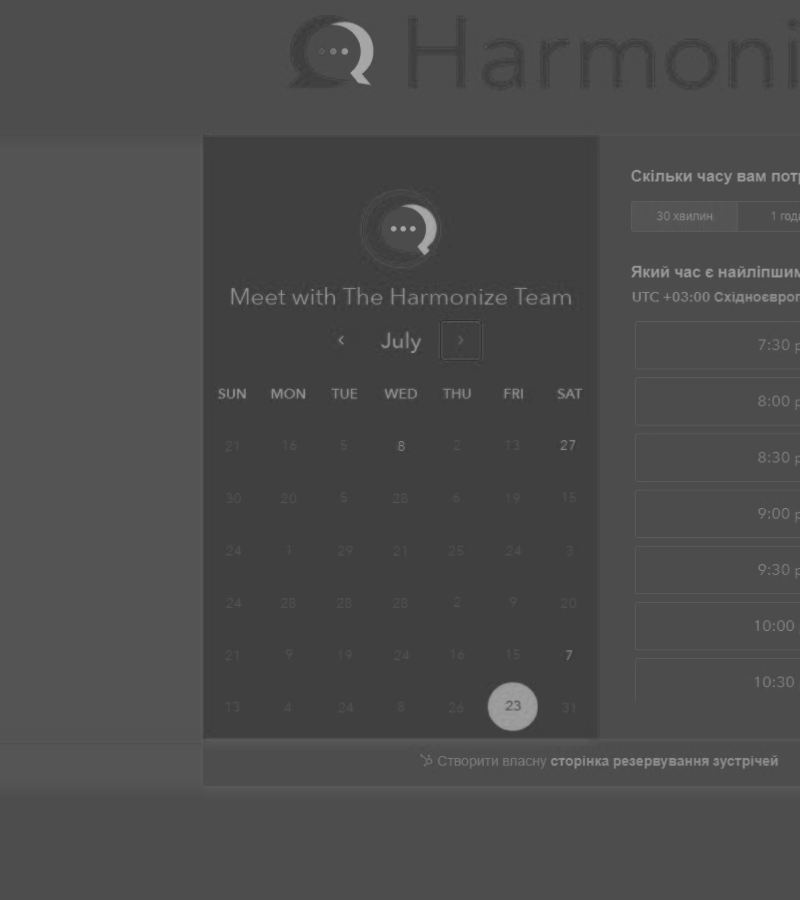 Harmoni
Meet with The Harmonize Team
July
SUN MON TUE WED THU FRI SAT
21 16 5 8 2 13 27
30 20 5 28 6 19 15
24 1 29 21 25 24 3
24 28 28 28 2 9 20
21 9 19 24 16 15 7
13 4 24 8 26 23 31
Скільки часу вам потр
30 хвилин 1 годи
Який час є найліпшим
UTC +03:00 Східноєвроп
7:30 p
8:00 p
8:30 p
9:00 p
9:30 p
10:00
10:30
Створити власну сторінка резервування зустрічей